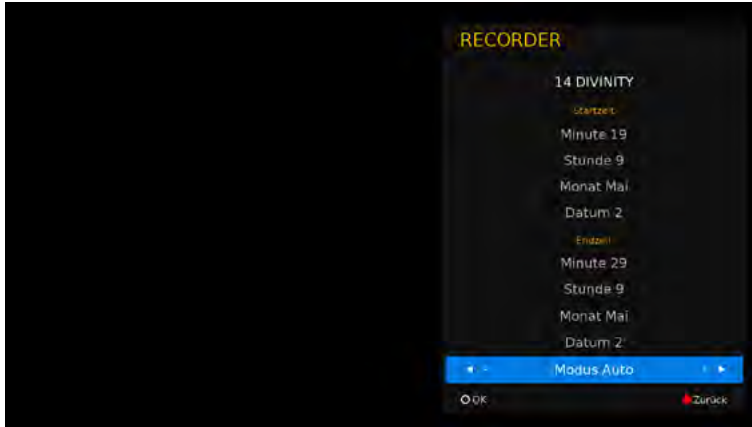 RECORDER
14 DIVINITY
Startzeit
Minute 19
Stunde 9
Monat Mai
Datum 2
Endzeit
Minute 29
Stunde 9
Monat Mai
Datum 2
Modus Auto
OK
Zurück